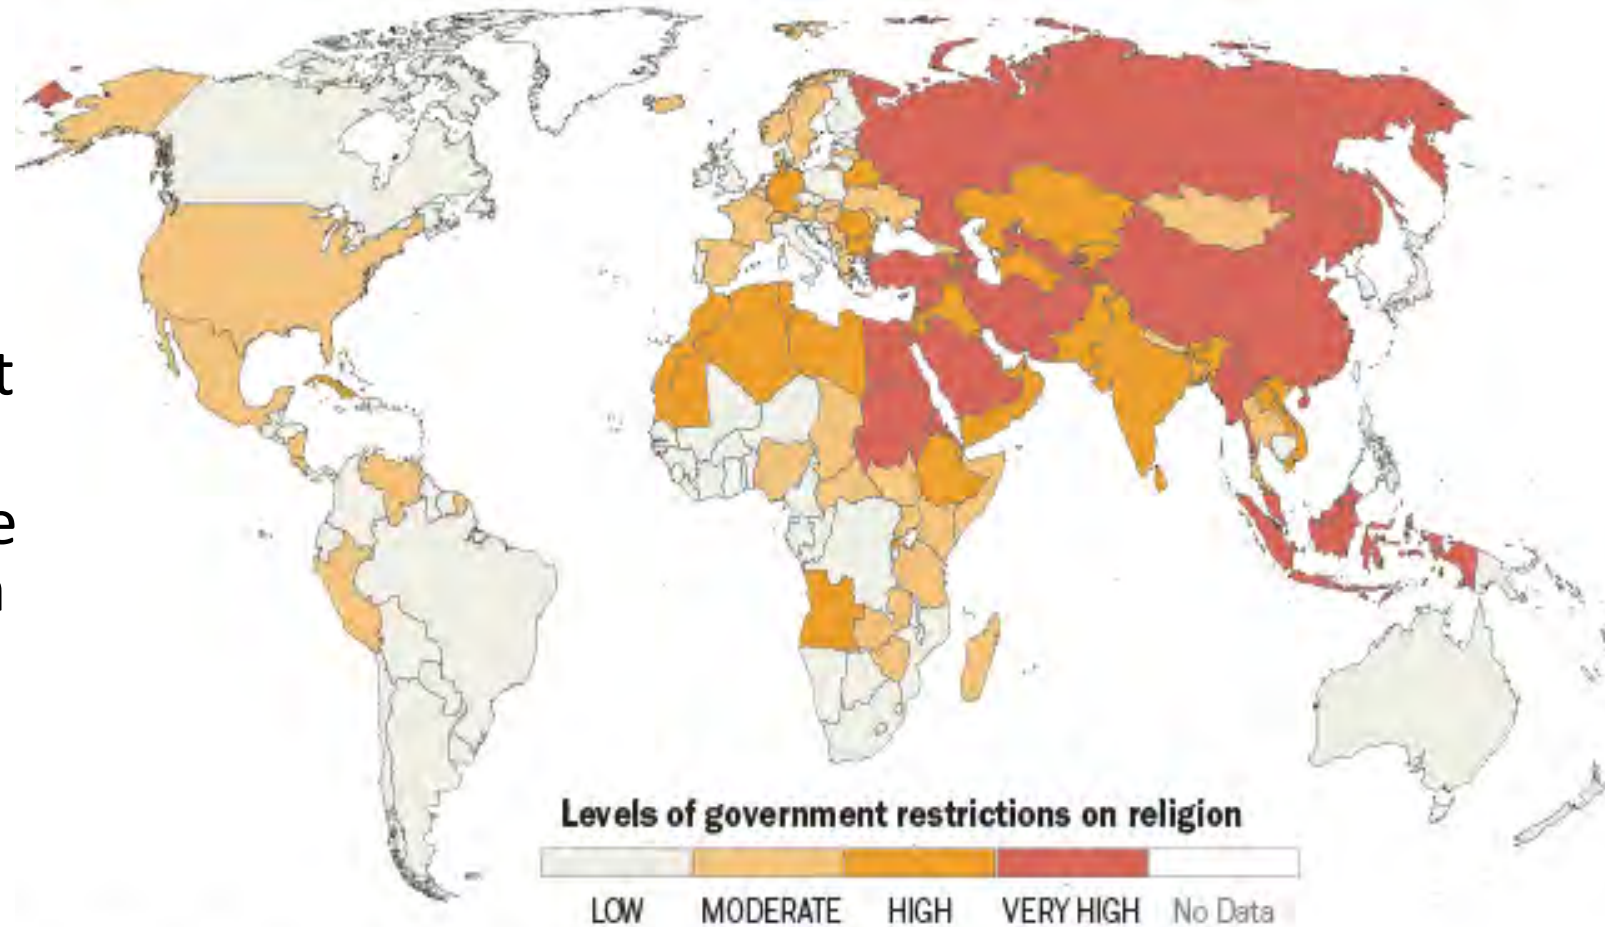 t
e
Levels of government restrictions on religion
LOW MODERATE HIGH VERY HIGH No Data